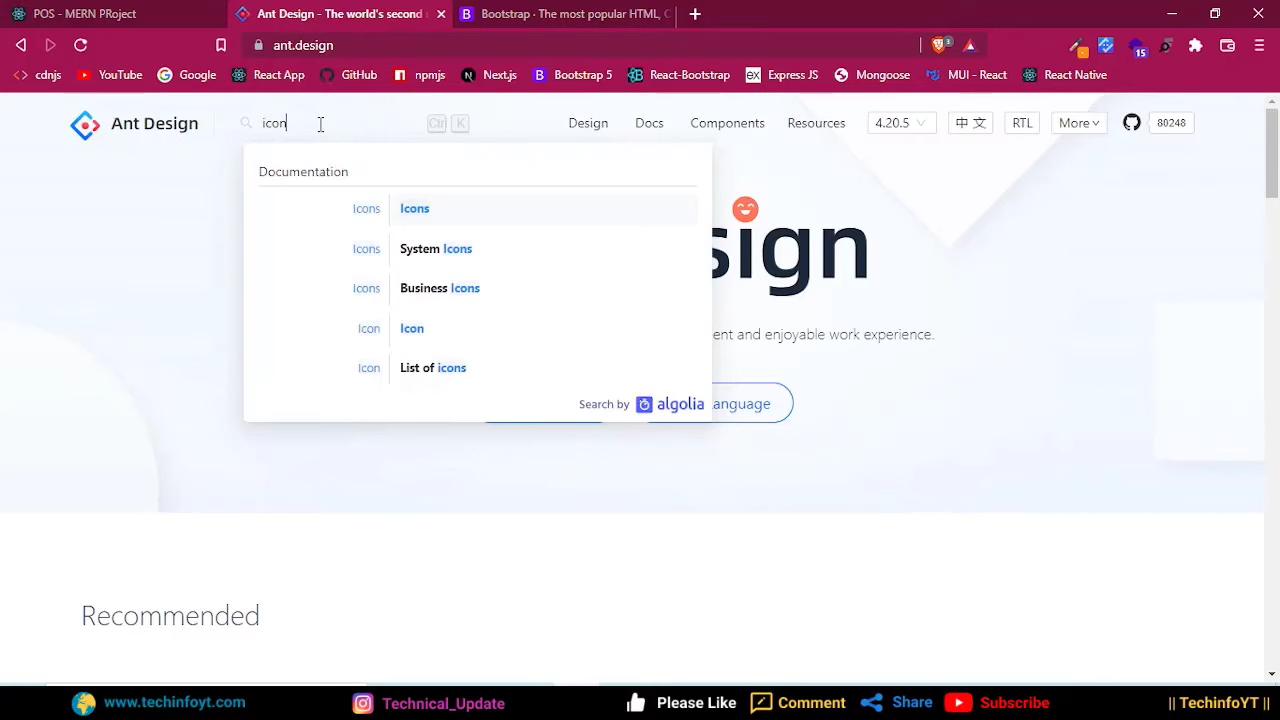 POS - MERN PRoject
Ant Design - The world's second
Bootstrap · The most popular HTML, C
ant.design
3
15
<> cdnjs
YouTube
Google
React App
GitHub
npmjs
Next.js
Bootstrap 5
React-Bootstrap
ex Express JS
Mongoose
MUI - React
React Native
Ant Design
icon
Ctrl K
Design
Docs
Components
Resources
4.20.5
中 文
RTL
More
80248
Documentation
Icons Icons
Icons System Icons
Icons Business Icons
Icon Icon
Icon List of icons
Search by algolia
sign
ent and enjoyable work experience.
anguage
Recommended
www.techinfoyt.com
Technical_Update
Please Like
Comment
Share
Subscribe
|| TechinfoYT ||